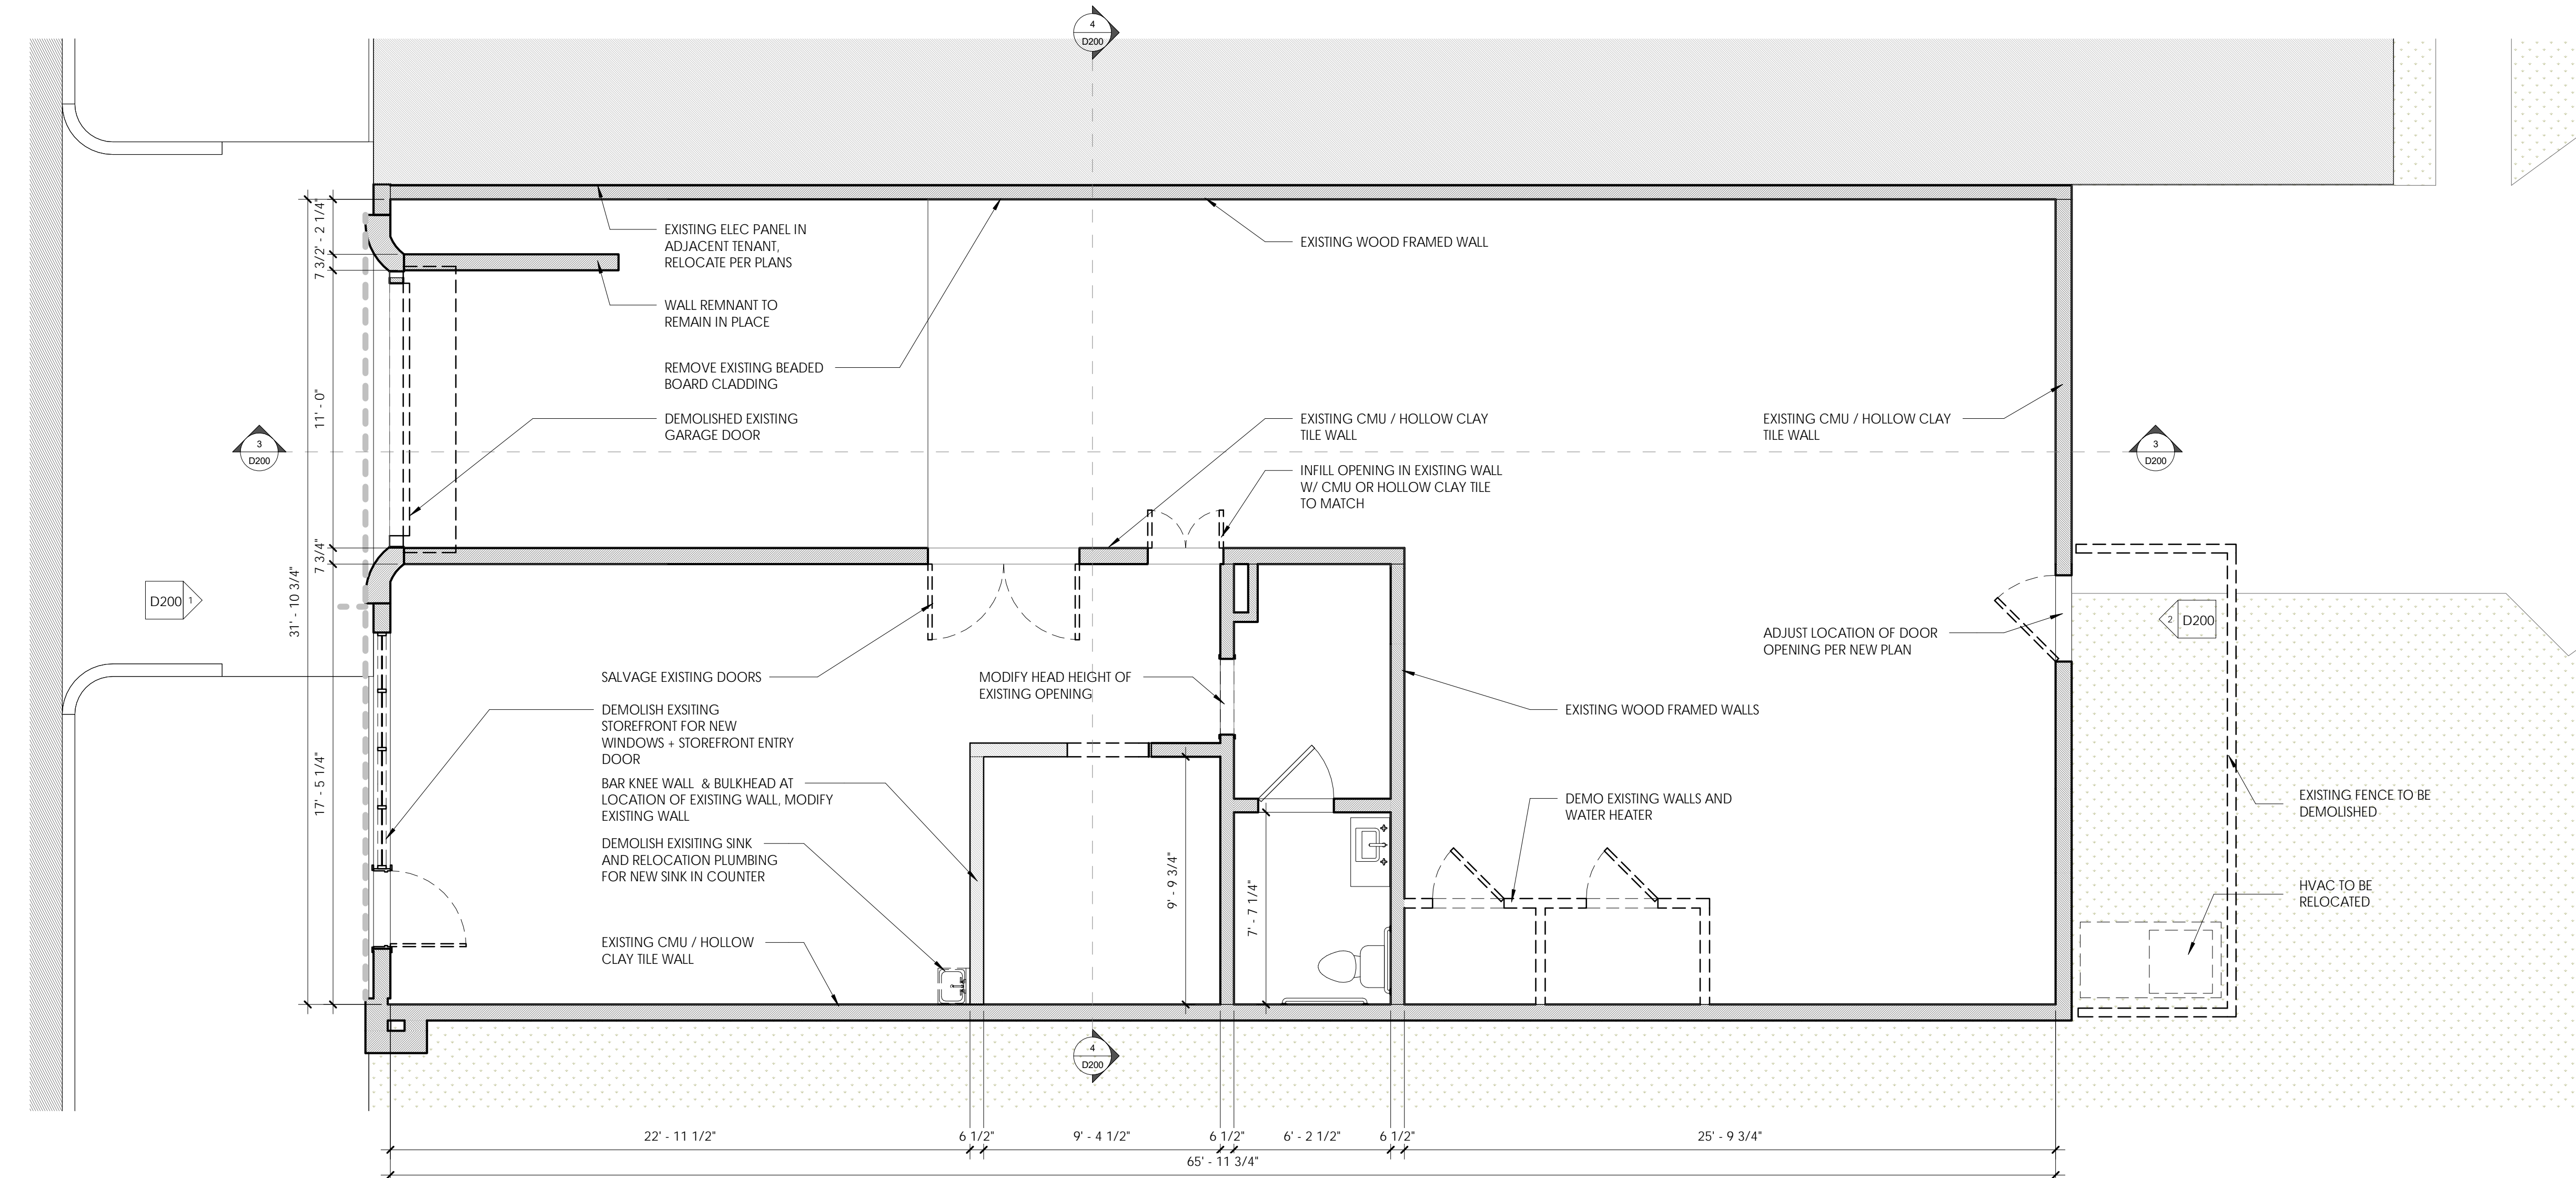 4
D200
EXISTING ELEC PANEL IN
ADJACENT TENANT,
RELOCATE PER PLANS
EXISTING WOOD FRAMED WALL
WALL REMNANT TO
REMAIN IN PLACE
REMOVE EXISTING BEADED
BOARD CLADDING
DEMOLISHED EXISTING
GARAGE DOOR
EXISTING CMU / HOLLOW CLAY
TILE WALL
EXISTING CMU / HOLLOW CLAY
TILE WALL
INFILL OPENING IN EXISTING WALL
W/ CMU OR HOLLOW CLAY TILE
TO MATCH
3
D200
3
D200
2' - 2 1/4"
7 3/4"
11' - 0"
7 3/4"
31' - 10 3/4"
17' - 5 1/4"
D200
1
2
D200
ADJUST LOCATION OF DOOR
OPENING PER NEW PLAN
SALVAGE EXISTING DOORS
MODIFY HEAD HEIGHT OF
EXISTING OPENING
EXISTING WOOD FRAMED WALLS
DEMOLISH EXSITING
STOREFRONT FOR NEW
WINDOWS + STOREFRONT ENTRY
DOOR
BAR KNEE WALL & BULKHEAD AT
LOCATION OF EXISTING WALL, MODIFY
EXISTING WALL
DEMOLISH EXISITING SINK
AND RELOCATION PLUMBING
FOR NEW SINK IN COUNTER
EXISTING CMU / HOLLOW
CLAY TILE WALL
9' - 9 3/4"
7' - 7 1/4"
DEMO EXISTING WALLS AND
WATER HEATER
EXISTING FENCE TO BE
DEMOLISHED
HVAC TO BE
RELOCATED
4
D200
22' - 11 1/2"
6 1/2"
9' - 4 1/2"
6 1/2"
6' - 2 1/2"
6 1/2"
25' - 9 3/4"
65' - 11 3/4"